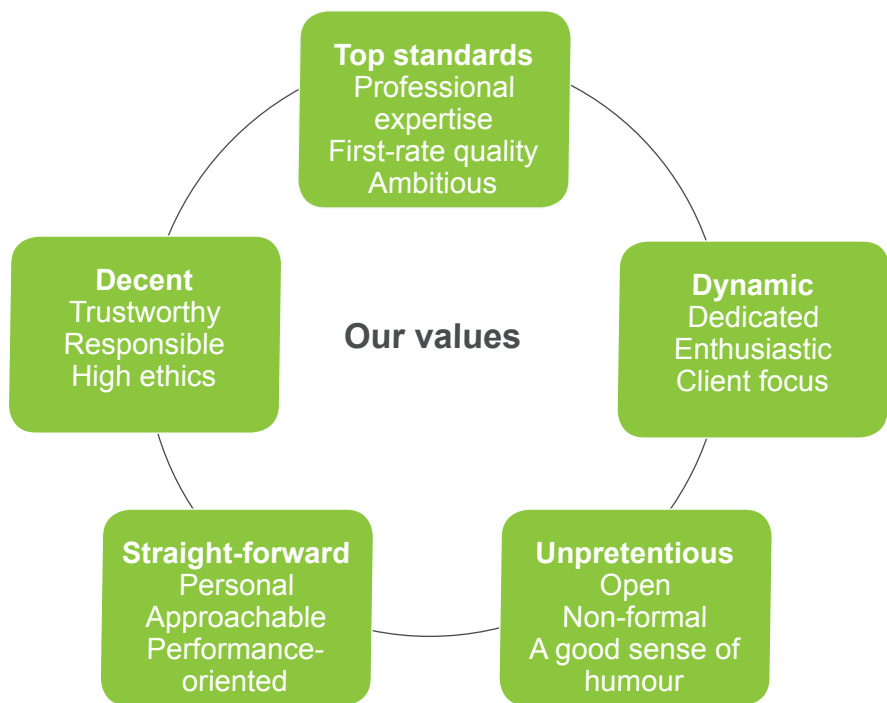 Top standards
Professional
expertise
First-rate quality
Ambitious
Decent
Trustworthy
Responsible
High ethics
Our values
Dynamic
Dedicated
Enthusiastic
Client focus
Straight-forward
Personal
Approachable
Performance-
oriented
Unpretentious
Open
Non-formal
A good sense of
humour